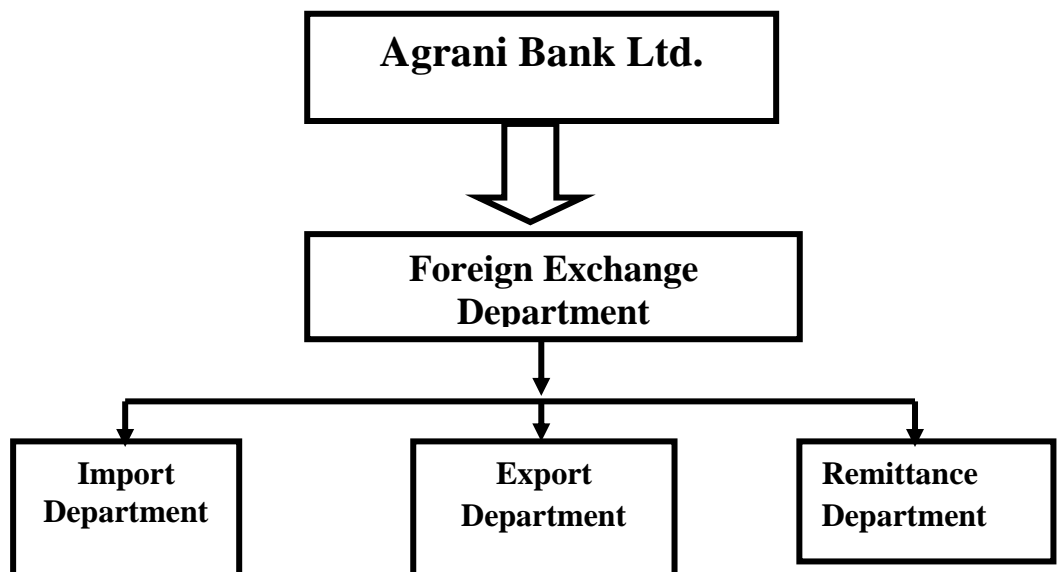 Agrani Bank Ltd.
Foreign Exchange
Department
Import
Department
Export
Department
Remittance
Department